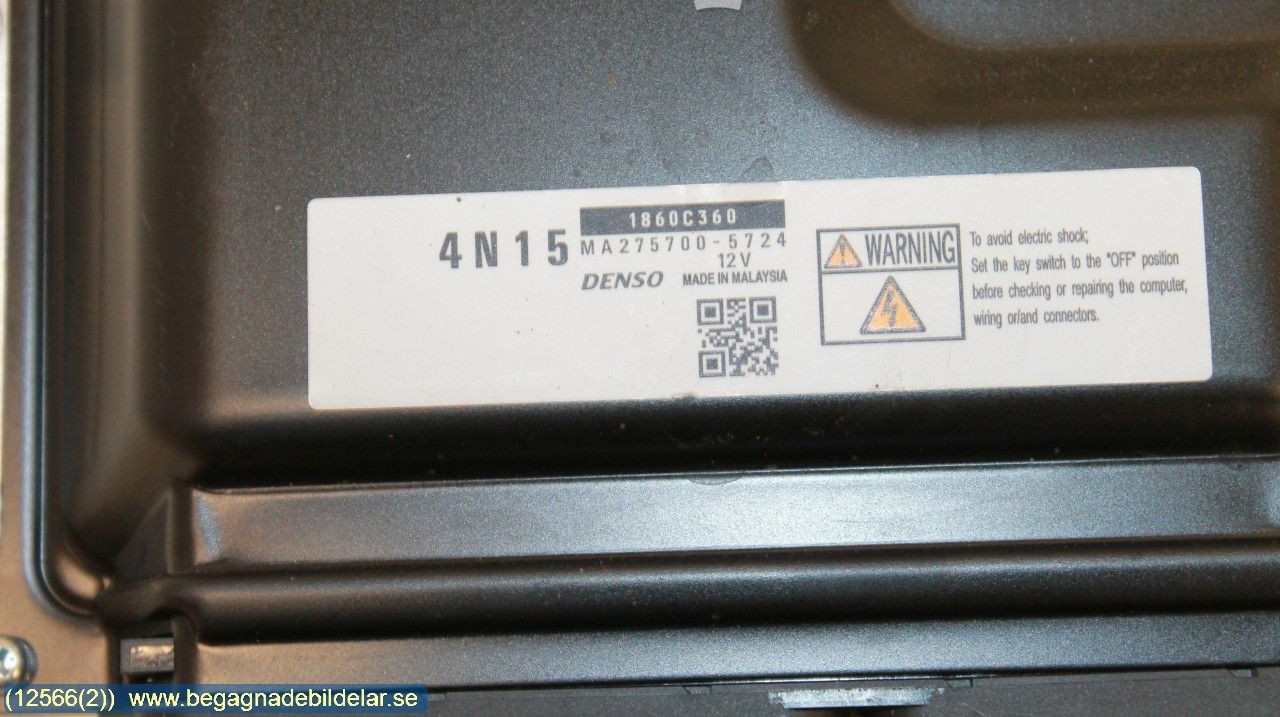 4N15
1860C360
MA275700-5724
12V
DENSO MADE IN MALAYSIA
WARNING
To avoid electric shock;
Set the key switch to the "OFF" position
before checking or repairing the computer,
wiring or/and connectors.
(12566(2)) www.begagnadebildelar.se